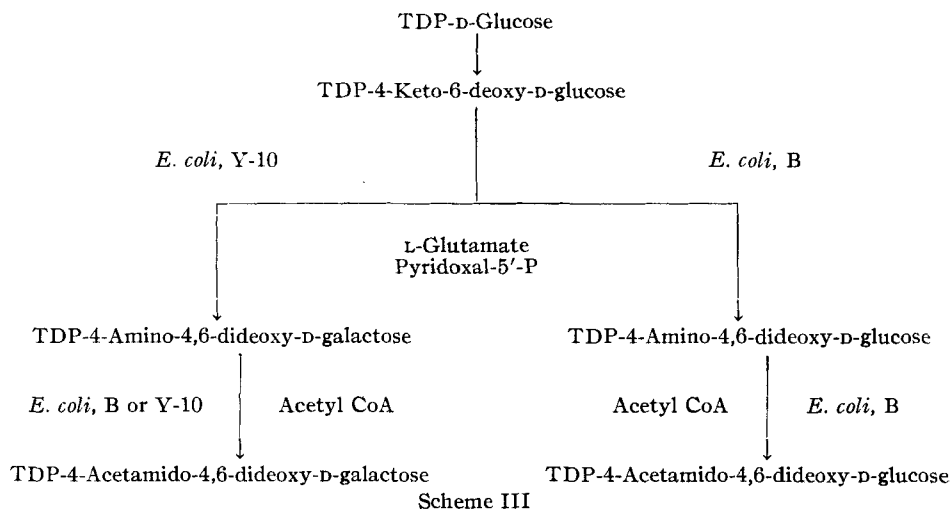 TDP-D-Glucose
TDP-4-Keto-6-deoxy-D-glucose
E. coli, Y-10
E. coli, B
L-Glutamate
Pyridoxal-5'-P
TDP-4-Amino-4,6-dideoxy-D-galactose
TDP-4-Amino-4,6-dideoxy-D-glucose
E. coli, B or Y-10
Acetyl CoA
Acetyl CoA
E. coli, B
TDP-4-Acetamido-4,6-dideoxy-D-galactose
TDP-4-Acetamido-4,6-dideoxy-D-glucose
Scheme III